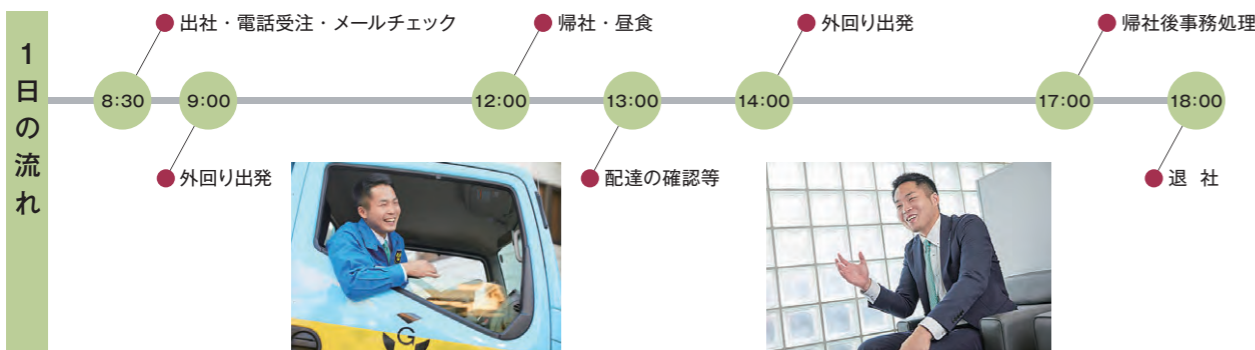 1日の流れ
8:30
出社・電話受注・メールチェック
9:00
外回り出発
12:00
帰社・昼食
13:00
配達の確認等
14:00
外回り出発
17:00
帰社後事務処理
18:00
退 社
G